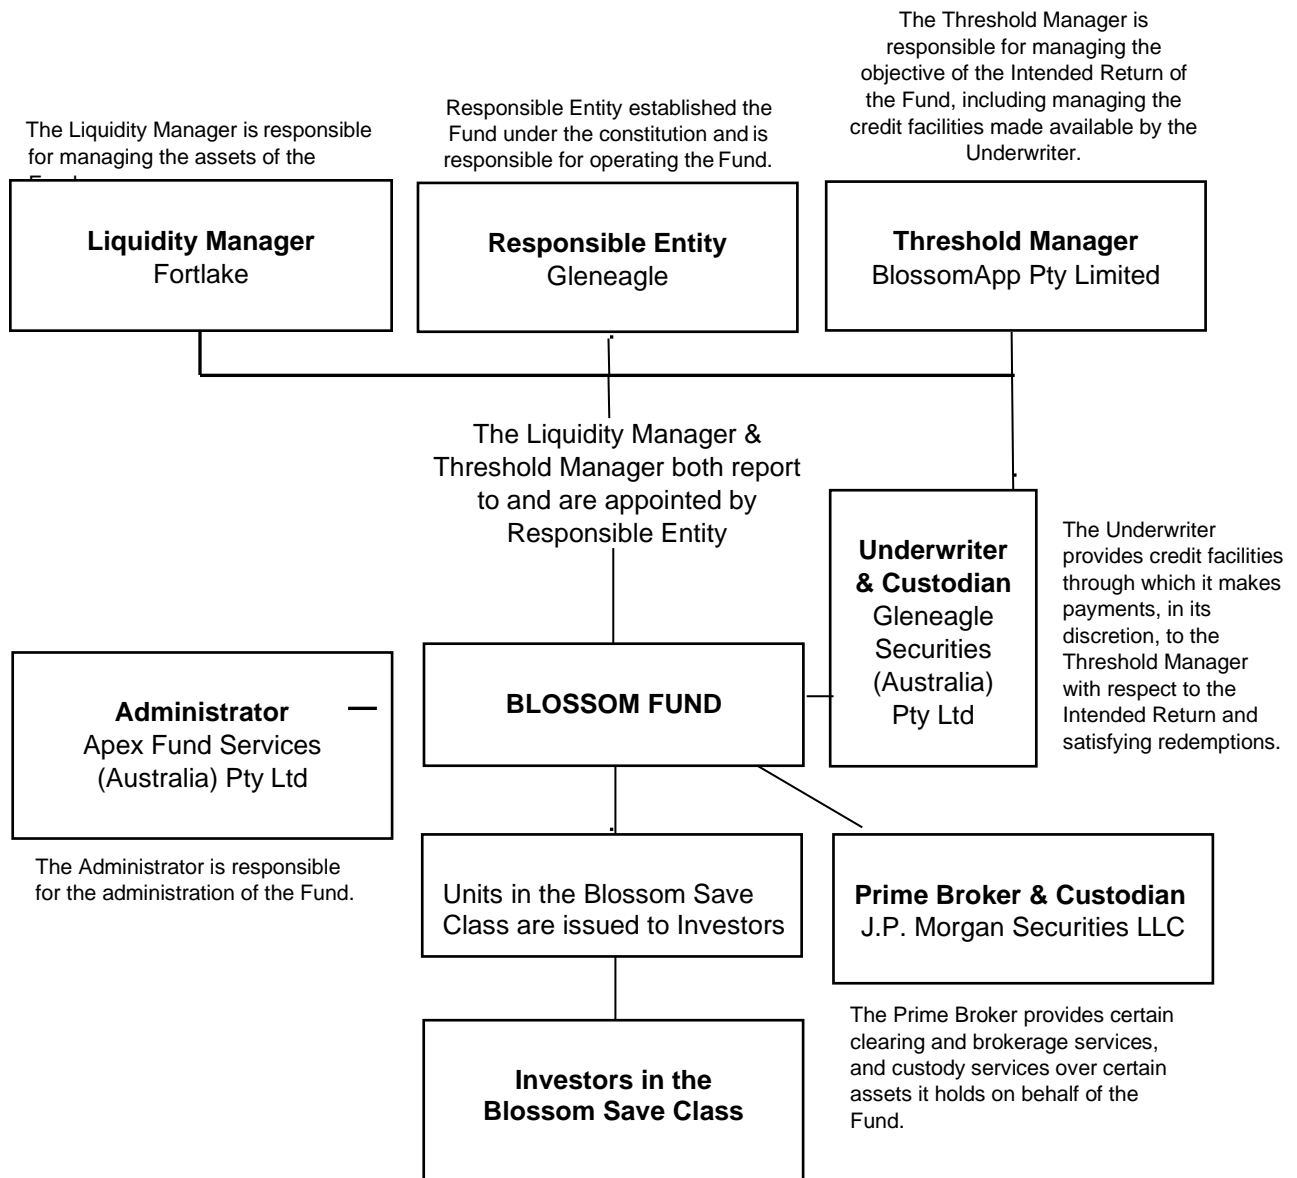 The Liquidity Manager is responsible
for managing the assets of the
Liquidity Manager
Fortlake
Responsible Entity established the
Fund under the constitution and is
responsible for operating the Fund.
Responsible Entity
Gleneagle
The Threshold Manager is
responsible for managing the
objective of the Intended Return of
the Fund, including managing the
credit facilities made available by the
Underwriter.
Threshold Manager
BlossomApp Pty Limited
The Liquidity Manager &
Threshold Manager both report
to and are appointed by
Responsible Entity
Underwriter
& Custodian
Gleneagle
Securities
(Australia)
Pty Ltd
The Underwriter
provides credit facilities
through which it makes
payments, in its
discretion, to the
Threshold Manager
with respect to the
Intended Return and
satisfying redemptions.
Administrator
Apex Fund Services
(Australia) Pty Ltd
The Administrator is responsible
for the administration of the Fund.
BLOSSOM FUND
Units in the Blossom Save
Class are issued to Investors
Prime Broker & Custodian
J.P. Morgan Securities LLC
The Prime Broker provides certain
clearing and brokerage services,
and custody services over certain
assets it holds on behalf of the
Fund.
Investors in the
Blossom Save Class